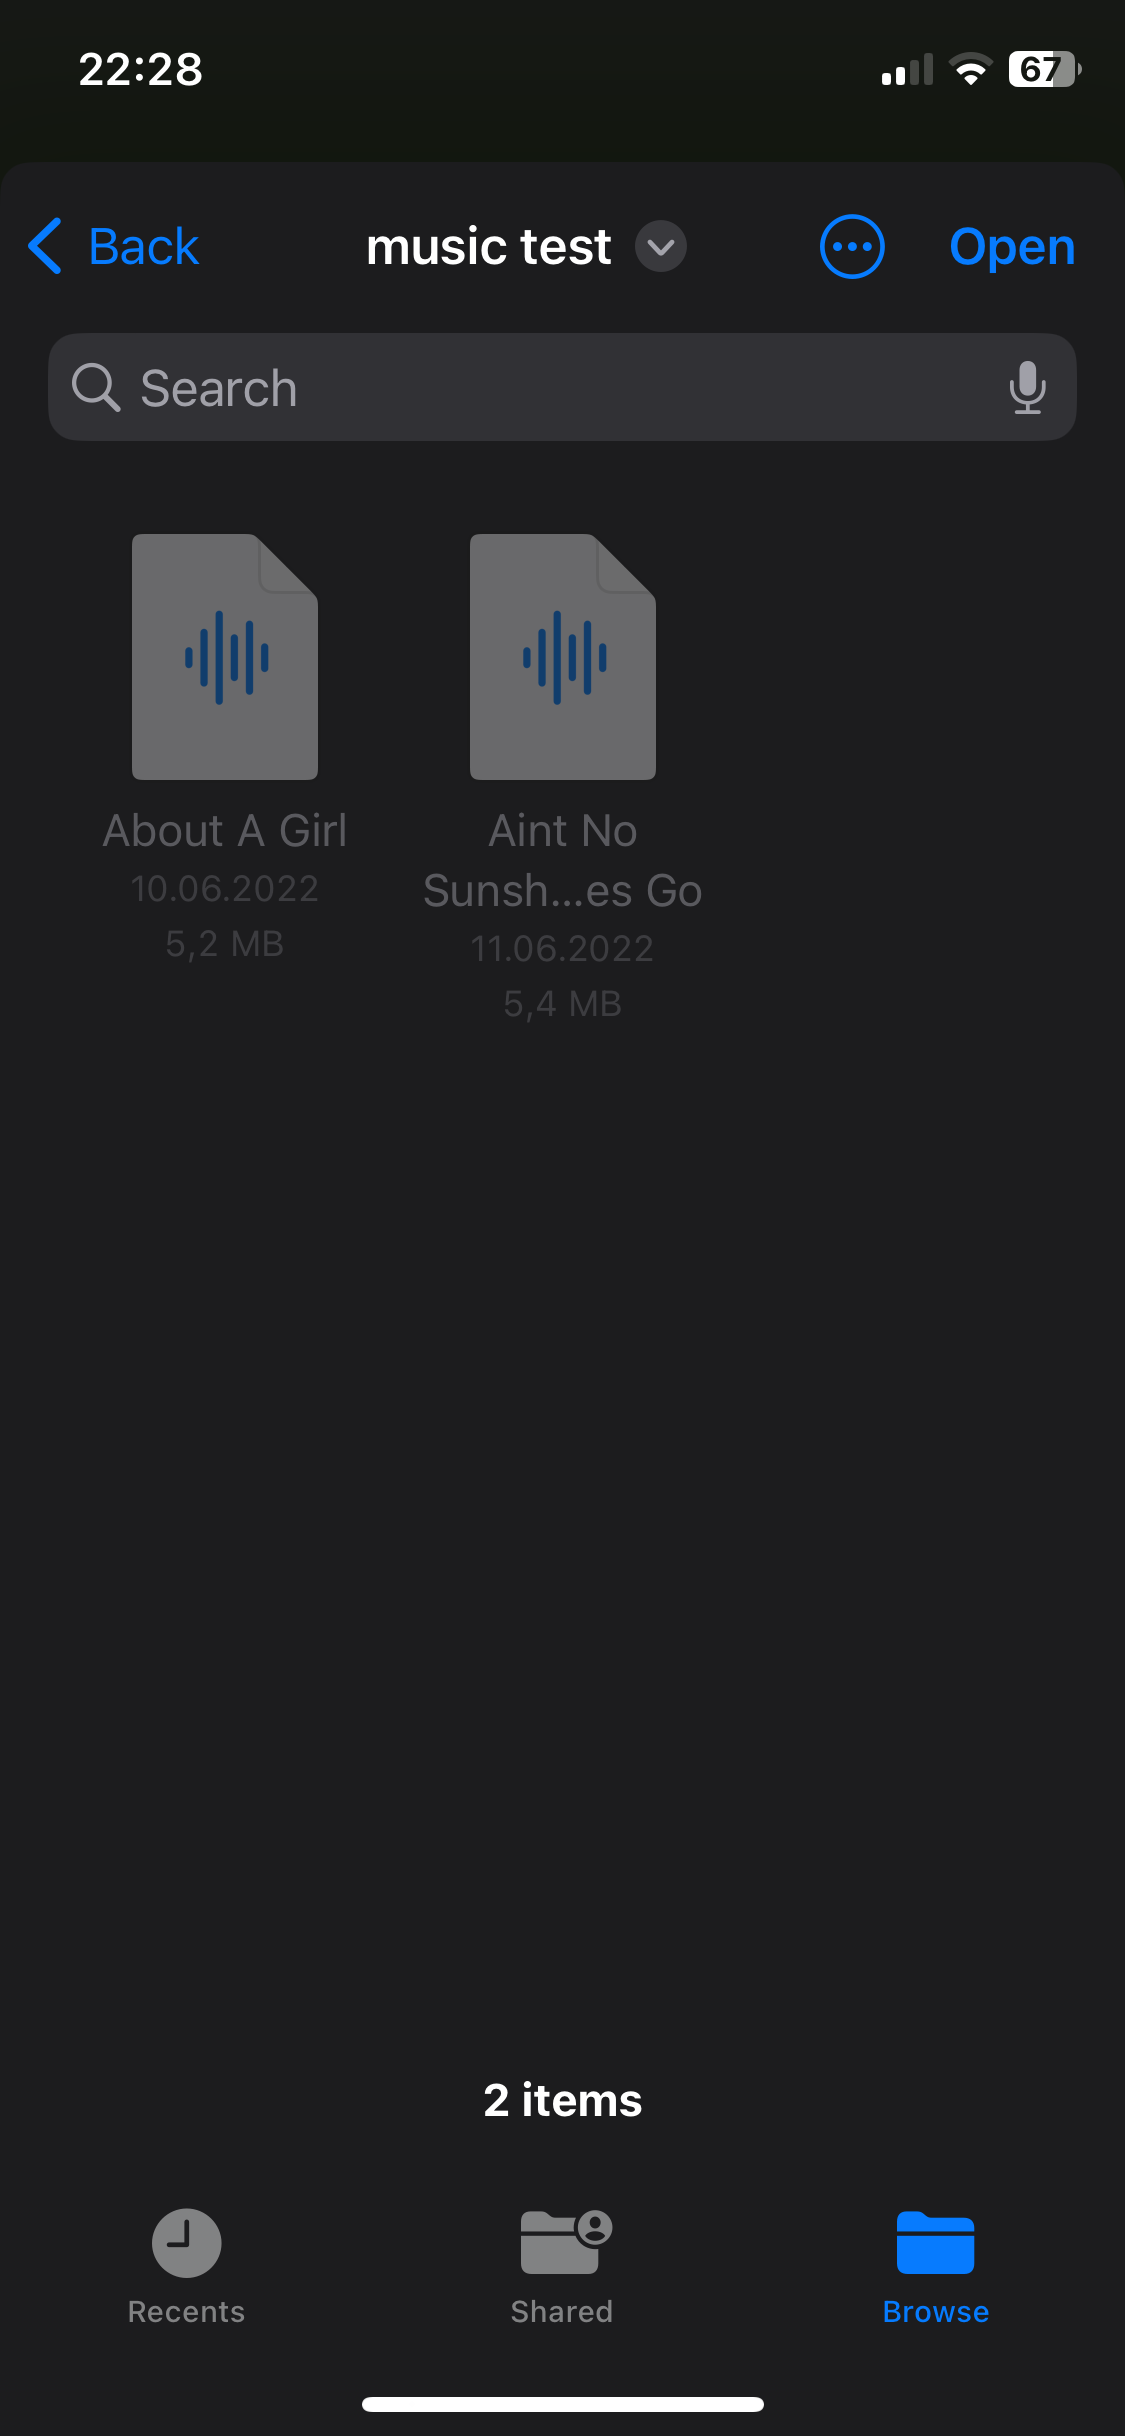 22:28
67
Back
music test
Open
Search
About A Girl
10.06.2022
5,2 MB
Aint No
Sunsh...es Go
11.06.2022
5,4 MB
2 items
Recents
Shared
Browse